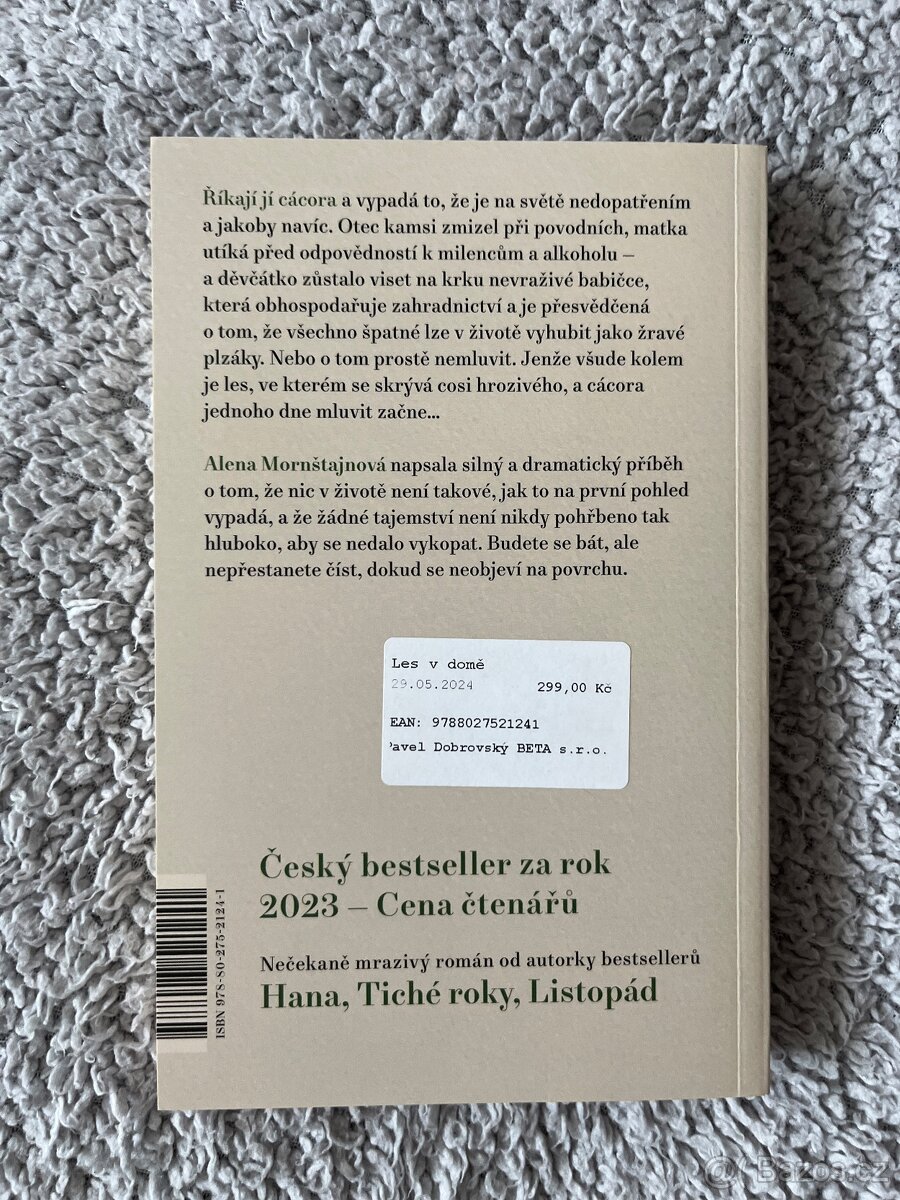 Říkají jí cácora a vypadá to, že je na světě nedopatřením
a jakoby navíc. Otec kamsi zmizel při povodních, matka
utíká před odpovědností k milencům a alkoholu –
a děvčátko zůstalo viset na krku nevraživé babičce,
která obhospodařuje zahradnictví a je přesvědčená
o tom, že všechno špatné lze v životě vyhubit jako žravé
plzáky. Nebo o tom prostě nemluvit. Jenže všude kolem
je les, ve kterém se skrývá cosi hrozivého, a cácora
jednoho dne mluvit začne...
Alena Mornštajnová napsala silný a dramatický příběh
o tom, že nic v životě není takové, jak to na první pohled
vypadá, a že žádné tajemství není nikdy pohřbeno tak
hluboko, aby se nedalo vykopat. Budete se bát, ale
nepřestanete číst, dokud se neobjeví na povrchu.
Les v domě
29.05.2024 299,00 Kč
EAN: 9788027521241
Pavel Dobrovský BETA s.r.o.
Český bestseller za rok
2023 – Cena čtenářů
Nečekaně mrazivý román od autorky bestsellerů
Hana, Tiché roky, Listopád
ISBN 978-80-275-2124-1
@ Bazos.cz